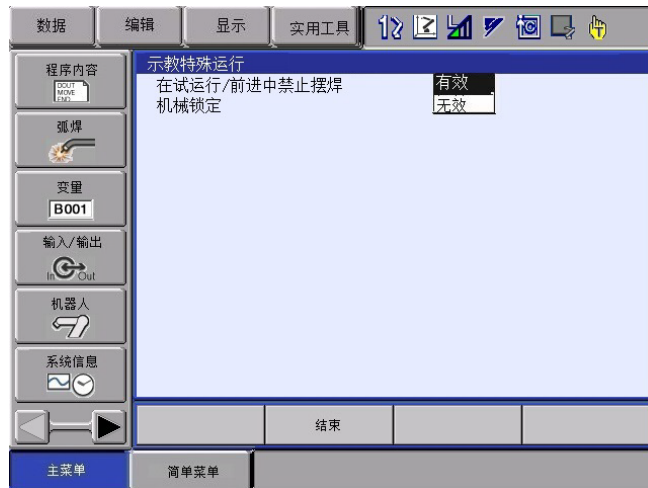 数据 编辑 显示 实用工具
程序内容
DOUT
MOVE
END
弧焊
变量
B001
输入/输出
In Out
机器人
系统信息
示教特殊运行
在试运行/前进中禁止摆焊 有效
机械锁定 无效
结束
主菜单 简单菜单